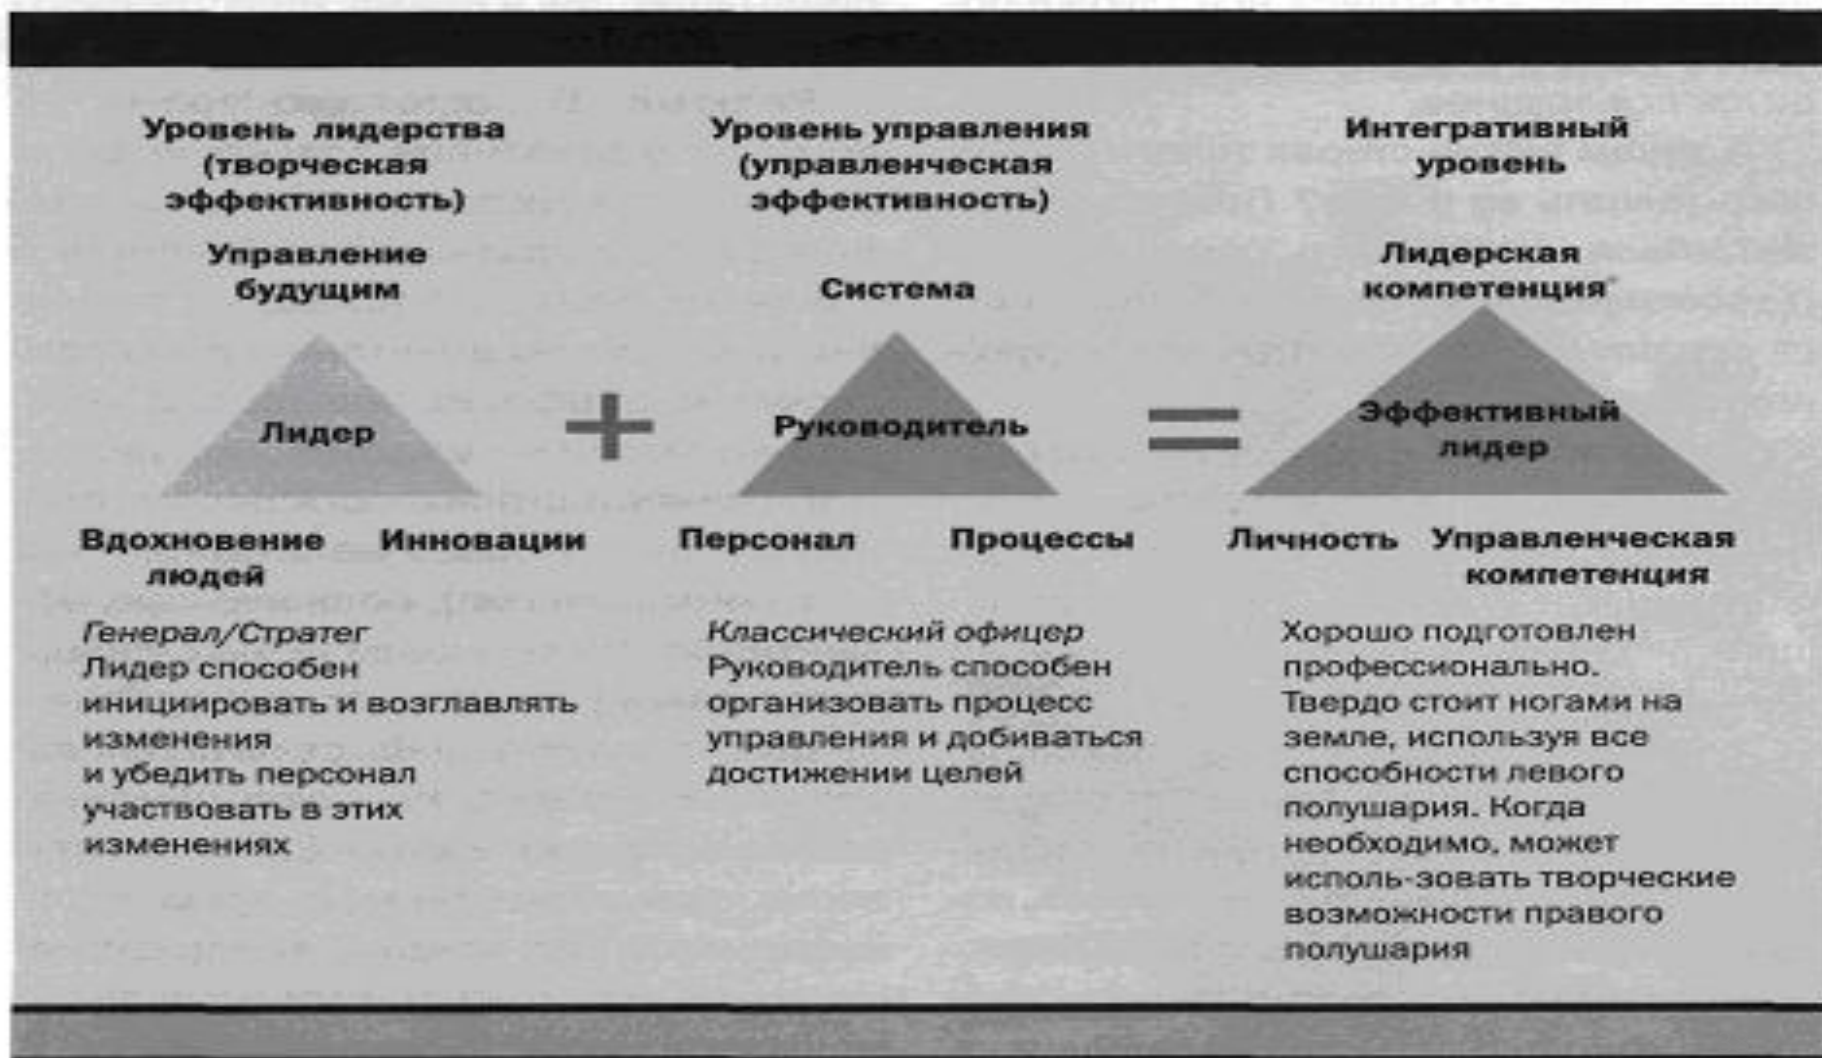 Уровень лидерства
(творческая
эффективность)
Управление
будущим
Лидер
Вдохновение
людей
Инновации
Генерал/Стратег
Лидер способен
инициировать и возглавлять
изменения
и убедить персонал
участвовать в этих
изменениях
+
Уровень управления
(управленческая
эффективность)
Система
Руководитель
Персонал
Процессы
Классический офицер
Руководитель способен
организовать процесс
управления и добиваться
достижении целей
=
Интегративный
уровень
Лидерская
компетенция*
Эффективный
лидер
Личность
Управленческая
компетенция
Хорошо подготовлен
профессионально.
Твердо стоит ногами на
земле, используя все
способности левого
полушария. Когда
необходимо, может
исполь-зовать творческие
возможности правого
полушария